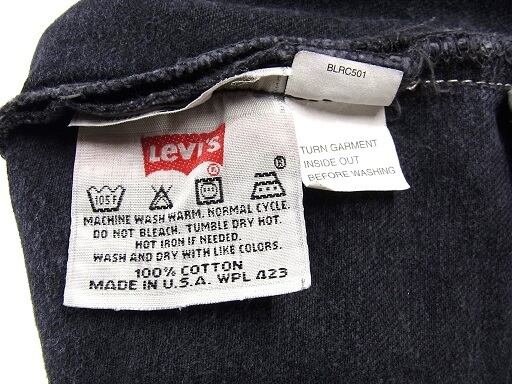 BLRC501
Levi's
®
TURN GARMENT
INSIDE OUT
BEFORE WASHING
105F
MACHINE WASH WARM, NORMAL CYCLE.
DO NOT BLEACH. TUMBLE DRY HOT.
HOT IRON IF NEEDED.
WASH AND DRY WITH LIKE COLORS.
100% COTTON
MADE IN U.S.A. WPL 423